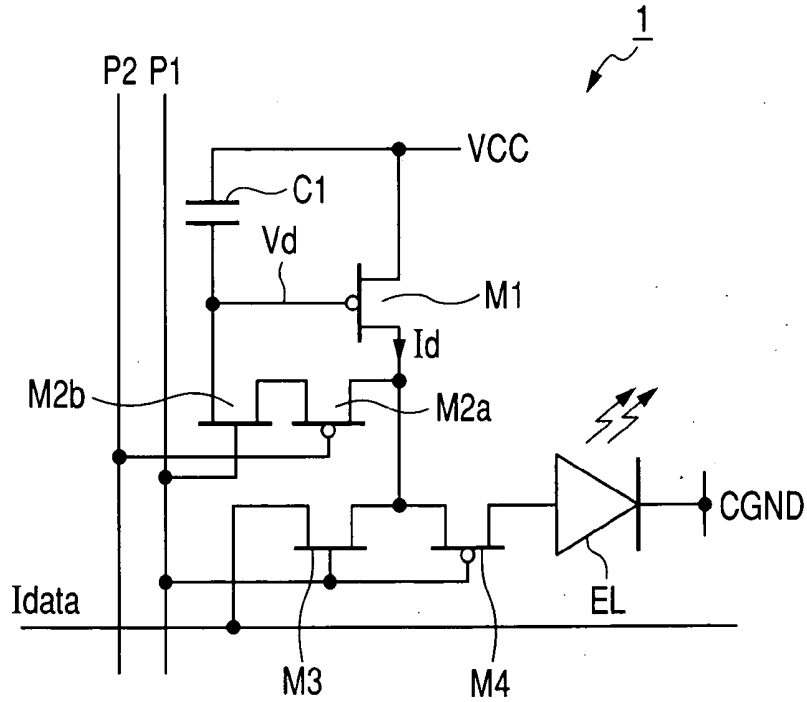 1
P2 P1
VCC
C1
Vd
M1
Id
M2b
M2a
CGND
Idata
EL
M3
M4